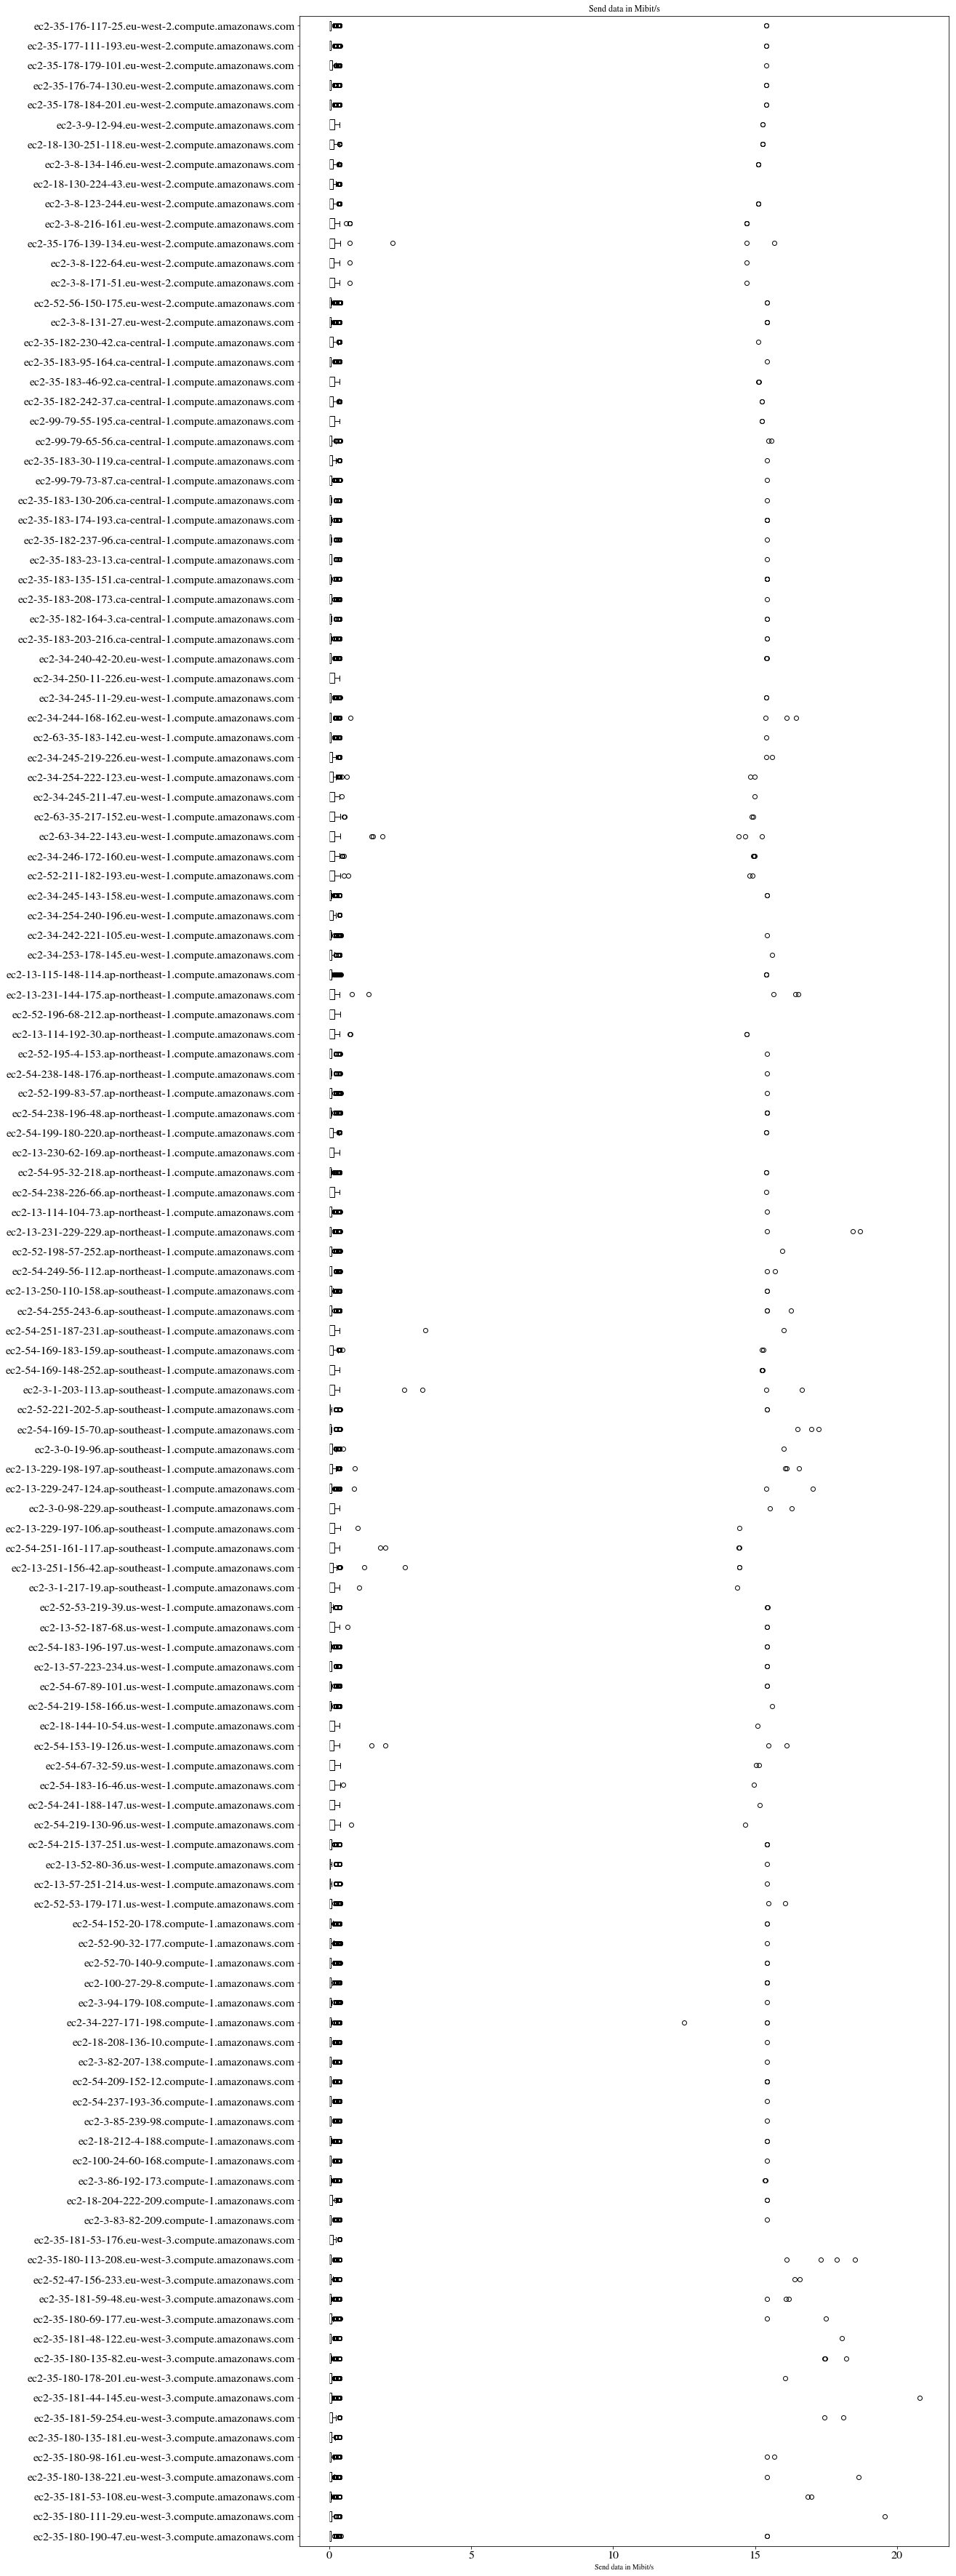 Send data in Mibit/s
ec2-35-176-117-25.eu-west-2.compute.amazonaws.com
ec2-35-177-111-193.eu-west-2.compute.amazonaws.com
ec2-35-178-179-101.eu-west-2.compute.amazonaws.com
ec2-35-176-74-130.eu-west-2.compute.amazonaws.com
ec2-35-178-184-201.eu-west-2.compute.amazonaws.com
ec2-3-9-12-94.eu-west-2.compute.amazonaws.com
ec2-18-130-251-118.eu-west-2.compute.amazonaws.com
ec2-3-8-134-146.eu-west-2.compute.amazonaws.com
ec2-18-130-224-43.eu-west-2.compute.amazonaws.com
ec2-3-8-123-244.eu-west-2.compute.amazonaws.com
ec2-3-8-216-161.eu-west-2.compute.amazonaws.com
ec2-35-176-139-134.eu-west-2.compute.amazonaws.com
ec2-3-8-122-64.eu-west-2.compute.amazonaws.com
ec2-3-8-171-51.eu-west-2.compute.amazonaws.com
ec2-52-56-150-175.eu-west-2.compute.amazonaws.com
ec2-3-8-131-27.eu-west-2.compute.amazonaws.com
ec2-35-182-230-42.ca-central-1.compute.amazonaws.com
ec2-35-183-95-164.ca-central-1.compute.amazonaws.com
ec2-35-183-46-92.ca-central-1.compute.amazonaws.com
ec2-35-182-242-37.ca-central-1.compute.amazonaws.com
ec2-99-79-55-195.ca-central-1.compute.amazonaws.com
ec2-99-79-65-56.ca-central-1.compute.amazonaws.com
ec2-35-183-30-119.ca-central-1.compute.amazonaws.com
ec2-99-79-73-87.ca-central-1.compute.amazonaws.com
ec2-35-183-130-206.ca-central-1.compute.amazonaws.com
ec2-35-183-174-193.ca-central-1.compute.amazonaws.com
ec2-35-182-237-96.ca-central-1.compute.amazonaws.com
ec2-35-183-23-13.ca-central-1.compute.amazonaws.com
ec2-35-183-135-151.ca-central-1.compute.amazonaws.com
ec2-35-183-208-173.ca-central-1.compute.amazonaws.com
ec2-35-182-164-3.ca-central-1.compute.amazonaws.com
ec2-35-183-203-216.ca-central-1.compute.amazonaws.com
ec2-34-240-42-20.eu-west-1.compute.amazonaws.com
ec2-34-250-11-226.eu-west-1.compute.amazonaws.com
ec2-34-245-11-29.eu-west-1.compute.amazonaws.com
ec2-34-244-168-162.eu-west-1.compute.amazonaws.com
ec2-63-35-183-142.eu-west-1.compute.amazonaws.com
ec2-34-245-219-226.eu-west-1.compute.amazonaws.com
ec2-34-254-222-123.eu-west-1.compute.amazonaws.com
ec2-34-245-211-47.eu-west-1.compute.amazonaws.com
ec2-63-35-217-152.eu-west-1.compute.amazonaws.com
ec2-63-34-22-143.eu-west-1.compute.amazonaws.com
ec2-34-246-172-160.eu-west-1.compute.amazonaws.com
ec2-52-211-182-193.eu-west-1.compute.amazonaws.com
ec2-34-245-143-158.eu-west-1.compute.amazonaws.com
ec2-34-254-240-196.eu-west-1.compute.amazonaws.com
ec2-34-242-221-105.eu-west-1.compute.amazonaws.com
ec2-34-253-178-145.eu-west-1.compute.amazonaws.com
ec2-13-115-148-114.ap-northeast-1.compute.amazonaws.com
ec2-13-231-144-175.ap-northeast-1.compute.amazonaws.com
ec2-52-196-68-212.ap-northeast-1.compute.amazonaws.com
ec2-13-114-192-30.ap-northeast-1.compute.amazonaws.com
ec2-52-195-4-153.ap-northeast-1.compute.amazonaws.com
ec2-54-238-148-176.ap-northeast-1.compute.amazonaws.com
ec2-52-199-83-57.ap-northeast-1.compute.amazonaws.com
ec2-54-238-196-48.ap-northeast-1.compute.amazonaws.com
ec2-54-199-180-220.ap-northeast-1.compute.amazonaws.com
ec2-13-230-62-169.ap-northeast-1.compute.amazonaws.com
ec2-54-95-32-218.ap-northeast-1.compute.amazonaws.com
ec2-54-238-226-66.ap-northeast-1.compute.amazonaws.com
ec2-13-114-104-73.ap-northeast-1.compute.amazonaws.com
ec2-13-231-229-229.ap-northeast-1.compute.amazonaws.com
ec2-52-198-57-252.ap-northeast-1.compute.amazonaws.com
ec2-54-249-56-112.ap-northeast-1.compute.amazonaws.com
ec2-13-250-110-158.ap-southeast-1.compute.amazonaws.com
ec2-54-255-243-6.ap-southeast-1.compute.amazonaws.com
ec2-54-251-187-231.ap-southeast-1.compute.amazonaws.com
ec2-54-169-183-159.ap-southeast-1.compute.amazonaws.com
ec2-54-169-148-252.ap-southeast-1.compute.amazonaws.com
ec2-3-1-203-113.ap-southeast-1.compute.amazonaws.com
ec2-52-221-202-5.ap-southeast-1.compute.amazonaws.com
ec2-54-169-15-70.ap-southeast-1.compute.amazonaws.com
ec2-3-0-19-96.ap-southeast-1.compute.amazonaws.com
ec2-13-229-198-197.ap-southeast-1.compute.amazonaws.com
ec2-13-229-247-124.ap-southeast-1.compute.amazonaws.com
ec2-3-0-98-229.ap-southeast-1.compute.amazonaws.com
ec2-13-229-197-106.ap-southeast-1.compute.amazonaws.com
ec2-54-251-161-117.ap-southeast-1.compute.amazonaws.com
ec2-13-251-156-42.ap-southeast-1.compute.amazonaws.com
ec2-3-1-217-19.ap-southeast-1.compute.amazonaws.com
ec2-52-53-219-39.us-west-1.compute.amazonaws.com
ec2-13-52-187-68.us-west-1.compute.amazonaws.com
ec2-54-183-196-197.us-west-1.compute.amazonaws.com
ec2-13-57-223-234.us-west-1.compute.amazonaws.com
ec2-54-67-89-101.us-west-1.compute.amazonaws.com
ec2-54-219-158-166.us-west-1.compute.amazonaws.com
ec2-18-144-10-54.us-west-1.compute.amazonaws.com
ec2-54-153-19-126.us-west-1.compute.amazonaws.com
ec2-54-67-32-59.us-west-1.compute.amazonaws.com
ec2-54-183-16-46.us-west-1.compute.amazonaws.com
ec2-54-241-188-147.us-west-1.compute.amazonaws.com
ec2-54-219-130-96.us-west-1.compute.amazonaws.com
ec2-54-215-137-251.us-west-1.compute.amazonaws.com
ec2-13-52-80-36.us-west-1.compute.amazonaws.com
ec2-13-57-251-214.us-west-1.compute.amazonaws.com
ec2-52-53-179-171.us-west-1.compute.amazonaws.com
ec2-54-152-20-178.compute-1.amazonaws.com
ec2-52-90-32-177.compute-1.amazonaws.com
ec2-52-70-140-9.compute-1.amazonaws.com
ec2-100-27-29-8.compute-1.amazonaws.com
ec2-3-94-179-108.compute-1.amazonaws.com
ec2-34-227-171-198.compute-1.amazonaws.com
ec2-18-208-136-10.compute-1.amazonaws.com
ec2-3-82-207-138.compute-1.amazonaws.com
ec2-54-209-152-12.compute-1.amazonaws.com
ec2-54-237-193-36.compute-1.amazonaws.com
ec2-3-85-239-98.compute-1.amazonaws.com
ec2-18-212-4-188.compute-1.amazonaws.com
ec2-100-24-60-168.compute-1.amazonaws.com
ec2-3-86-192-173.compute-1.amazonaws.com
ec2-18-204-222-209.compute-1.amazonaws.com
ec2-3-83-82-209.compute-1.amazonaws.com
ec2-35-181-53-176.eu-west-3.compute.amazonaws.com
ec2-35-180-113-208.eu-west-3.compute.amazonaws.com
ec2-52-47-156-233.eu-west-3.compute.amazonaws.com
ec2-35-181-59-48.eu-west-3.compute.amazonaws.com
ec2-35-180-69-177.eu-west-3.compute.amazonaws.com
ec2-35-181-48-122.eu-west-3.compute.amazonaws.com
ec2-35-180-135-82.eu-west-3.compute.amazonaws.com
ec2-35-180-178-201.eu-west-3.compute.amazonaws.com
ec2-35-181-44-145.eu-west-3.compute.amazonaws.com
ec2-35-181-59-254.eu-west-3.compute.amazonaws.com
ec2-35-180-135-181.eu-west-3.compute.amazonaws.com
ec2-35-180-98-161.eu-west-3.compute.amazonaws.com
ec2-35-180-138-221.eu-west-3.compute.amazonaws.com
ec2-35-181-53-108.eu-west-3.compute.amazonaws.com
ec2-35-180-111-29.eu-west-3.compute.amazonaws.com
ec2-35-180-190-47.eu-west-3.compute.amazonaws.com
0 5 10 15 20
Send data in Mibit/s